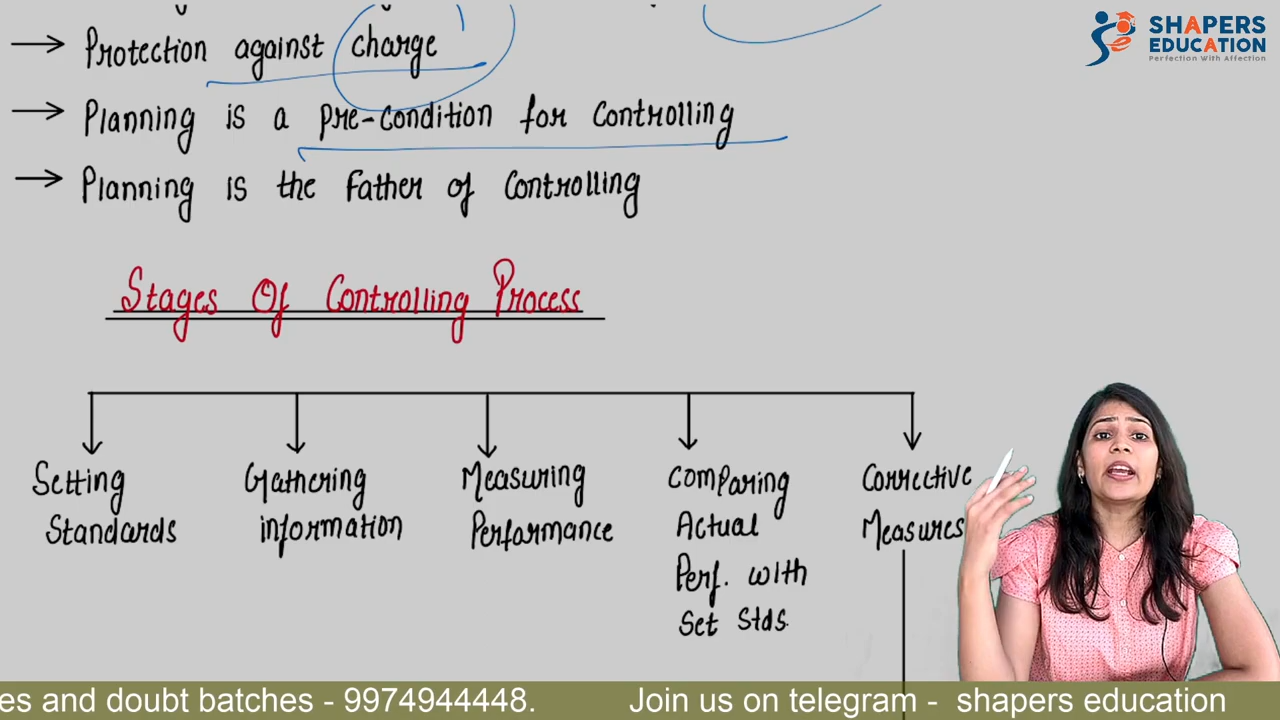 → Protection against charge
→ Planning is a pre-condition for controlling
→ Planning is the Father of Controlling
Stages Of Controlling Process
Setting
Standards
Gathering
information
Measuring
Performance
Comparing
Actual
Perf. with
Set Stds.
Corrective
Measures
SHAPERS
EDUCATION
Perfection With Affection
es and doubt batches - 9974944448. Join us on telegram - shapers education